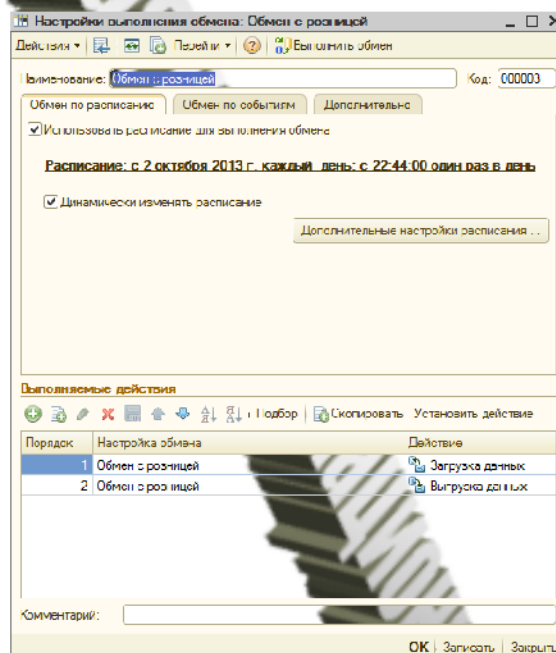 Настройки выполнения обмена: Обмен с розницей
Действия Перейти Выполнить обмен
Наименование: Обмен с розницей Код: 000003
Обмен по расписанию Обмен по событиям Дополнительно
Использовать расписание для выполнения обмена
Расписание: с 2 октября 2013 г. каждый день; с 22:44:00 один раз в день
Динамически изменять расписание
Дополнительные настройки расписания ...
Выполняемые действия
Подбор Скопировать Установить действие
Порядок Настройка обмена Действие
1 Обмен с розницей Загрузка данных
2 Обмен с розницей Выгрузка данных
Комментарий:
OK Записать Закрыть